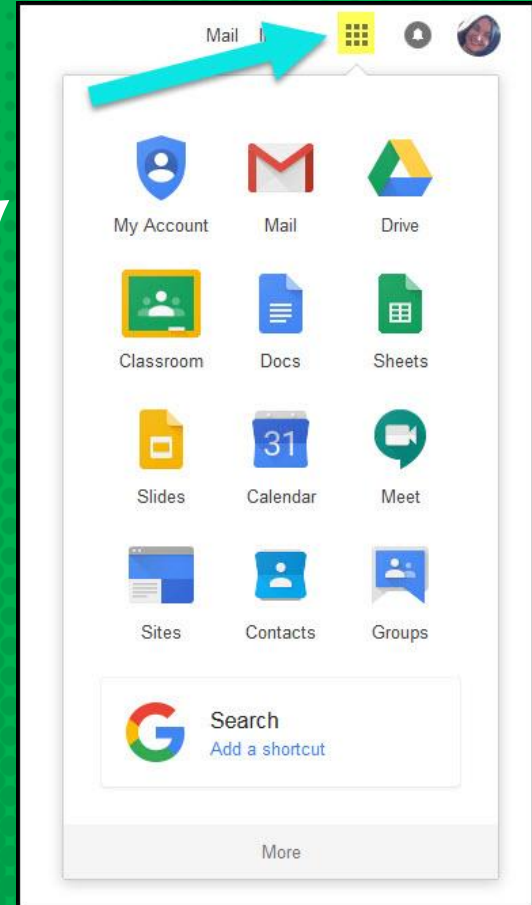 Mail
My Account Mail Drive
Classroom Docs Sheets
31
Slides Calendar Meet
Sites Contacts Groups
Search
Add a shortcut
More